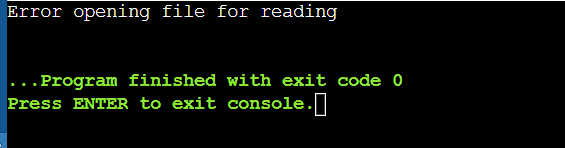 Error opening file for reading
...Program finished with exit code 0
Press ENTER to exit console.